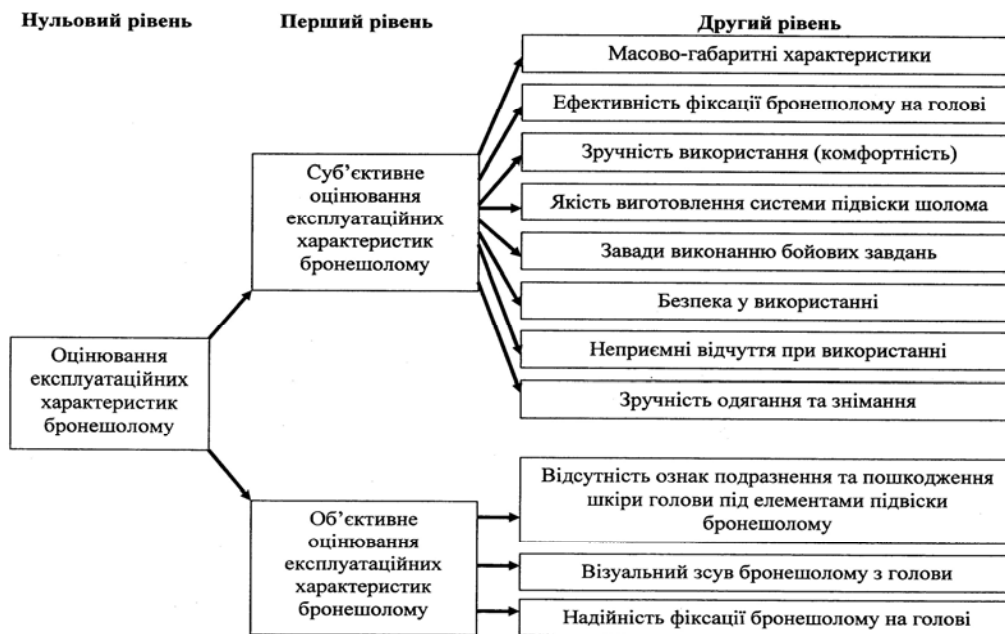 Нульовий рівень
Перший рівень
Другий рівень
Масово-габаритні характеристики
Ефективність фіксації бронешолому на голові
Зручність використання (комфортність)
Якість виготовлення системи підвіски шолома
Завади виконанню бойових завдань
Безпека у використанні
Неприємні відчуття при використанні
Зручність одягання та знімання
Суб’єктивне
оцінювання
експлуатаційних
характеристик
бронешолому
Оцінювання
експлуатаційних
характеристик
бронешолому
Відсутність ознак подразнення та пошкодження
шкіри голови під елементами підвіски
бронешолому
Об’єктивне
оцінювання
експлуатаційних
характеристик
бронешолому
Візуальний зсув бронешолому з голови
Надійність фіксації бронешолому на голові